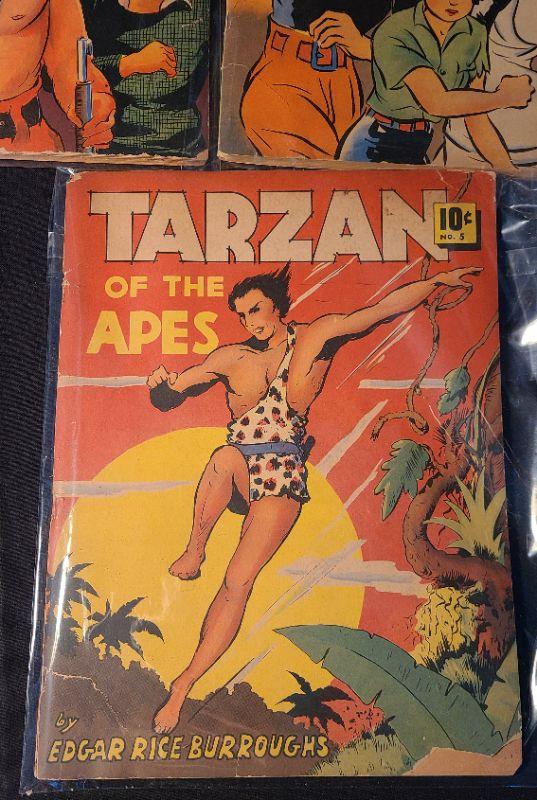 TARZAN
10¢
NO. 5
OF THE
APES
by
EDGAR RICE BURROUGHS